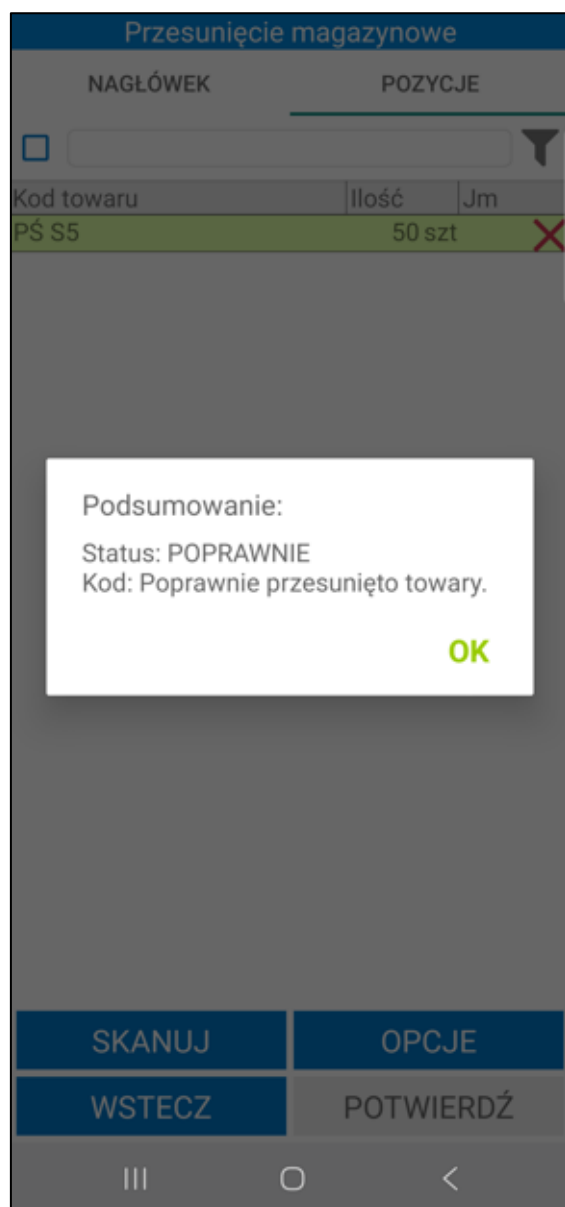 Przesunięcie magazynowe
NAGŁÓWEK POZYCJE
Kod towaru Ilość Jm
PŚ S5 50 szt
Podsumowanie:
Status: POPRAWNIE
Kod: Poprawnie przesunięto towary.
OK
SKANUJ OPCJE
WSTECZ POTWIERDŹ